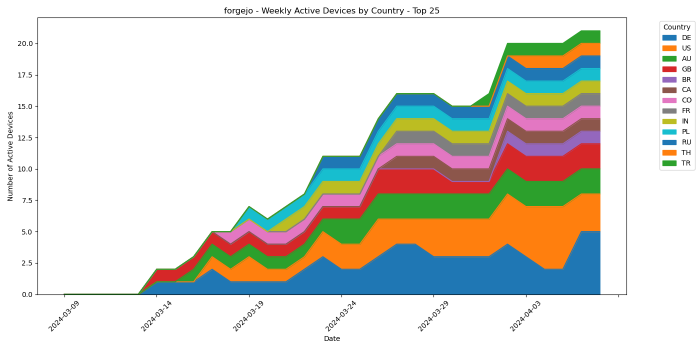 forgejo - Weekly Active Devices by Country - Top 25
Number of Active Devices
20.0
17.5
15.0
12.5
10.0
7.5
5.0
2.5
0.0
2024-03-09
2024-03-14
2024-03-19
2024-03-24
2024-03-29
2024-04-03
Date
Country
DE
US
AU
GB
BR
CA
CO
FR
IN
PL
RU
TH
TR